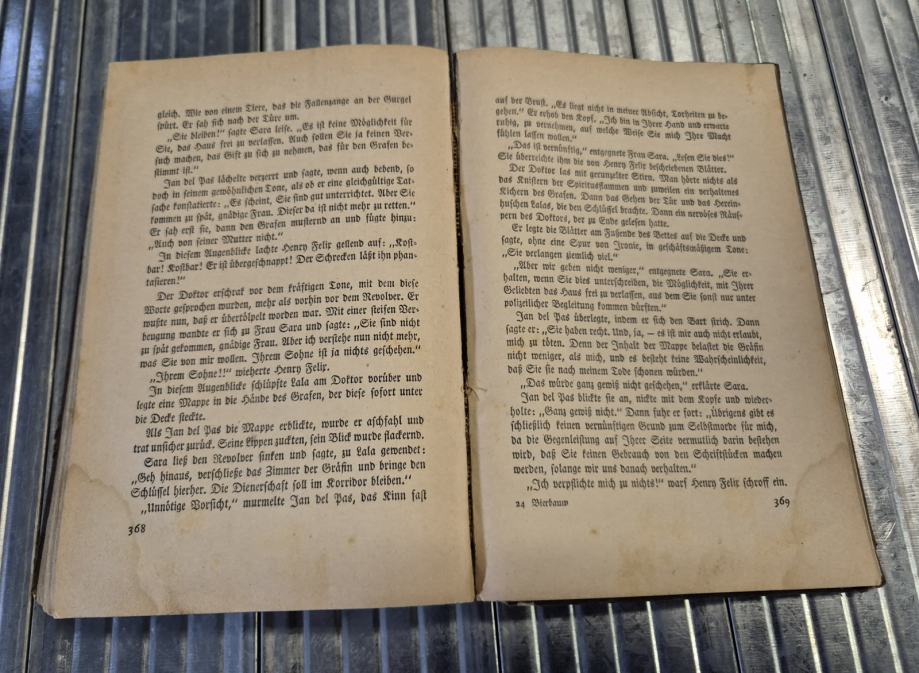 gleich. Wie von einem Tiere, das die Fallenzange an der Gurgel
spürt. Er sah sich nach der Türe um.
„Sie bleiben!“ sagte Sara leise. „Es ist keine Möglichkeit für
Sie, das Haus frei zu verlassen. Auch sollen Sie ja keinen Ver-
such machen, das Gift zu sich zu nehmen, das für den Grafen be-
stimmt ist.“
Jan del Pas lächelte verzerrt und sagte, wenn auch bebend, so
doch in seinem gewöhnlichen Tone, als ob er eine gleichgültige Tat-
sache konstatierte: „Es scheint, Sie sind gut unterrichtet. Aber Sie
kommen zu spät, gnädige Frau. Dieser da ist nicht mehr zu retten.“
Er sah erst sie, dann den Grafen musternd an und fügte hinzu:
„Auch von seiner Mutter nicht.“
In diesem Augenblicke lachte Henry Felix gellend auf: „Kost-
bar! Kostbar! Er ist übergeschnappt! Der Schrecken läßt ihn phan-
tasieren!“
Der Doktor erschrak vor dem kräftigen Tone, mit dem diese
Worte gesprochen wurden, mehr als vorhin vor dem Revolver. Er
wußte nun, daß er übertölpelt worden war. Mit einer steifen Ver-
beugung wandte er sich zu Frau Sara und sagte: „Sie sind nicht
zu spät gekommen, gnädige Frau. Aber ich verstehe nun nicht mehr,
was Sie von mir wollen. Ihrem Sohne ist ja nichts geschehen.“
„Ihrem Sohne!!“ wieherte Henry Felix.
In diesem Augenblick schlüpfte Lala am Doktor vorüber und
legte eine Mappe in die Hände des Grafen, der diese sofort unter
die Decke steckte.
Als Jan del Pas die Mappe erblickte, wurde er aschfahl und
trat unsicher zurück. Seine Lippen zuckten, sein Blick wurde flackernd.
Sara ließ den Revolver sinken und sagte, zu Lala gewendet:
„Geh hinaus, verschließe das Zimmer der Gräfin und bringe den
Schlüssel hierher. Die Dienerschaft soll im Korridor bleiben.“
„Unnötige Vorsicht,“ murmelte Jan del Pas, das Kinn fast
368
auf der Brust. „Es liegt nicht in meiner Absicht, Torheiten zu be-
gehen.“ Er erhob den Kopf. „Ich bin in Ihrer Hand und erwarte
ruhig, zu vernehmen, auf welche Weise Sie mich Ihre Macht
fühlen lassen wollen.“
„Das ist vernünftig,“ entgegnete Frau Sara. „Lesen Sie dies!“
Sie überreichte ihm die von Henry Felix beschriebenen Blätter.
Der Doktor las mit gerunzelter Stirn. Man hörte nichts als
das Knistern der Spiritusflammen und zuweilen ein verhaltenes
Kichern des Grafen. Dann das Gehen der Tür und das Herein-
huschen Lalas, die den Schlüssel brachte. Dann ein nervöses Räus-
pern des Doktors, der zu Ende gelesen hatte.
Er legte die Blätter am Fußende des Bettes auf die Decke und
sagte, ohne eine Spur von Ironie, in geschäftsmäßigem Tone:
„Sie verlangen ziemlich viel.“
„Aber wir geben nicht weniger,“ entgegnete Sara. „Sie er-
halten, wenn Sie dies unterschreiben, die Möglichkeit, mit Ihrer
Geliebten das Haus frei zu verlassen, aus dem Sie sonst nur unter
polizeilicher Begleitung kommen würden.“
Jan del Pas überlegte, indem er sich den Bart strich. Dann
sagte er: „Sie haben recht. Und, ja, — es ist mir auch nicht erlaubt,
mich zu töten. Denn der Inhalt der Mappe belastet die Gräfin
nicht weniger, als mich, und es besteht keine Wahrscheinlichkeit,
daß Sie sie nach meinem Tode schonen würden.“
„Das würde ganz gewiß nicht geschehen,“ erklärte Sara.
Jan del Pas blickte sie an, nickte mit dem Kopfe und wieder-
holte: „Ganz gewiß nicht.“ Dann fuhr er fort: „Übrigens gibt es
schließlich keinen vernünftigen Grund zum Selbstmorde für mich,
da die Gegenleistung auf Ihrer Seite vermutlich darin bestehen
wird, daß Sie keinen Gebrauch von den Schriftstücken machen
werden, solange wir uns danach verhalten.“
„Ich verpflichte mich zu nichts!“ warf Henry Felix schroff ein.
24 Bierbaum
369